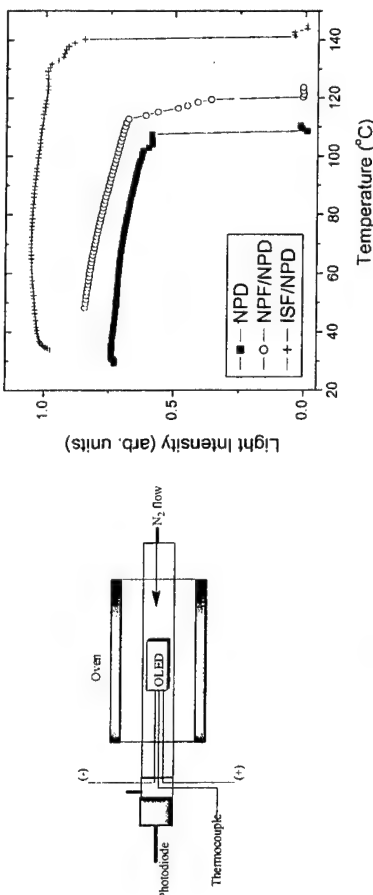 Oven
N₂ flow
OLED
(-)
(+)
Photodiode
Thermocouple
Light Intensity (arb. units)
1.0
0.5
0.0
NPD
NPF/NPD
ISF/NPD
20 40 60 80 100 120 140
Temperature (°C)